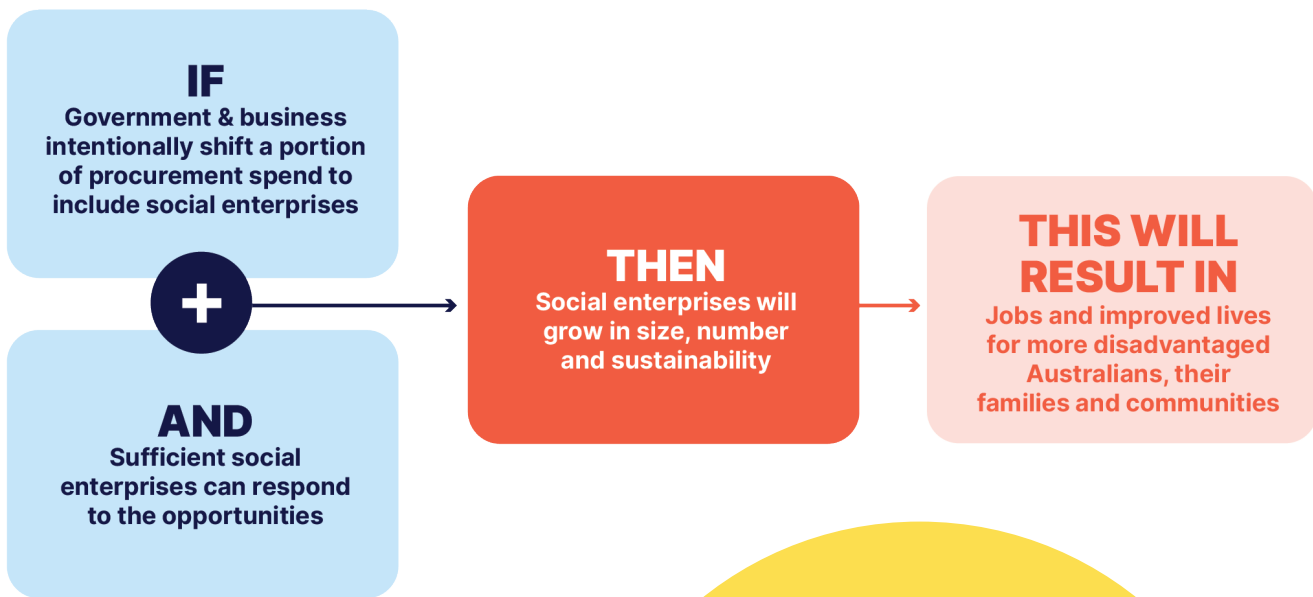 IF
Government & business
intentionally shift a portion
of procurement spend to
include social enterprises
+
AND
Sufficient social
enterprises can respond
to the opportunities
THEN
Social enterprises will
grow in size, number
and sustainability
THIS WILL
RESULT IN
Jobs and improved lives
for more disadvantaged
Australians, their
families and communities